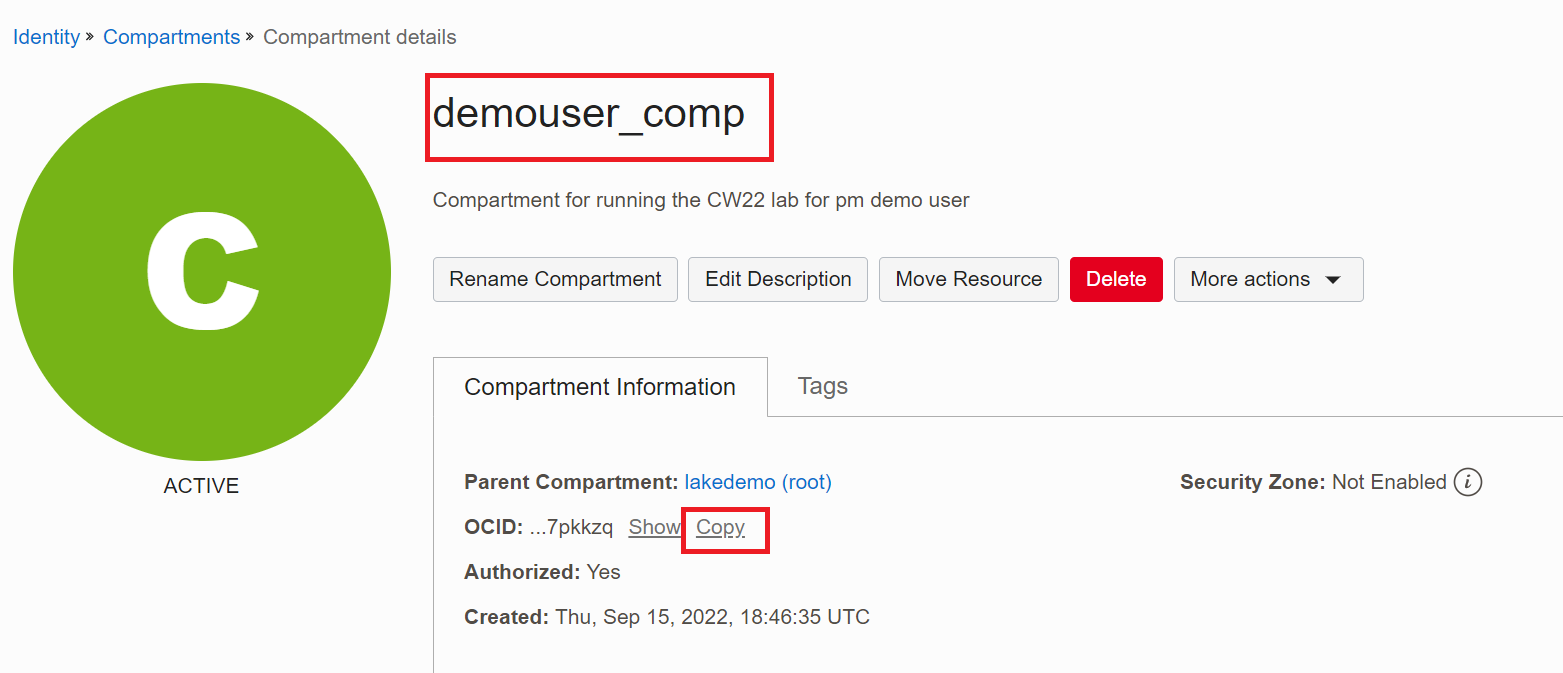 Identity » Compartments » Compartment details
demouser_comp
Compartment for running the CW22 lab for pm demo user
Rename Compartment Edit Description Move Resource Delete More actions
C
ACTIVE
Compartment Information Tags
Parent Compartment: lakedemo (root) Security Zone: Not Enabled i
OCID: ...7pkkzq Show Copy
Authorized: Yes
Created: Thu, Sep 15, 2022, 18:46:35 UTC